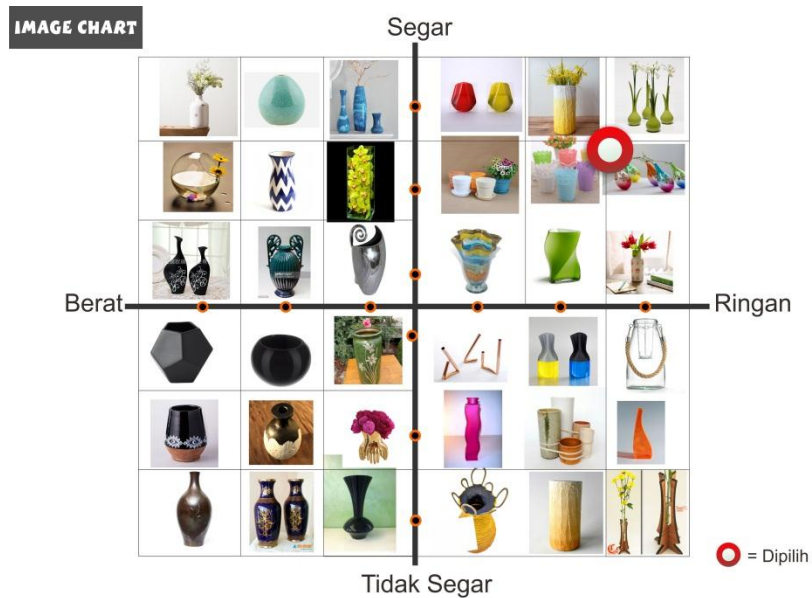 IMAGE CHART
Segar
Berat
Ringan
Tidak Segar
= Dipilih